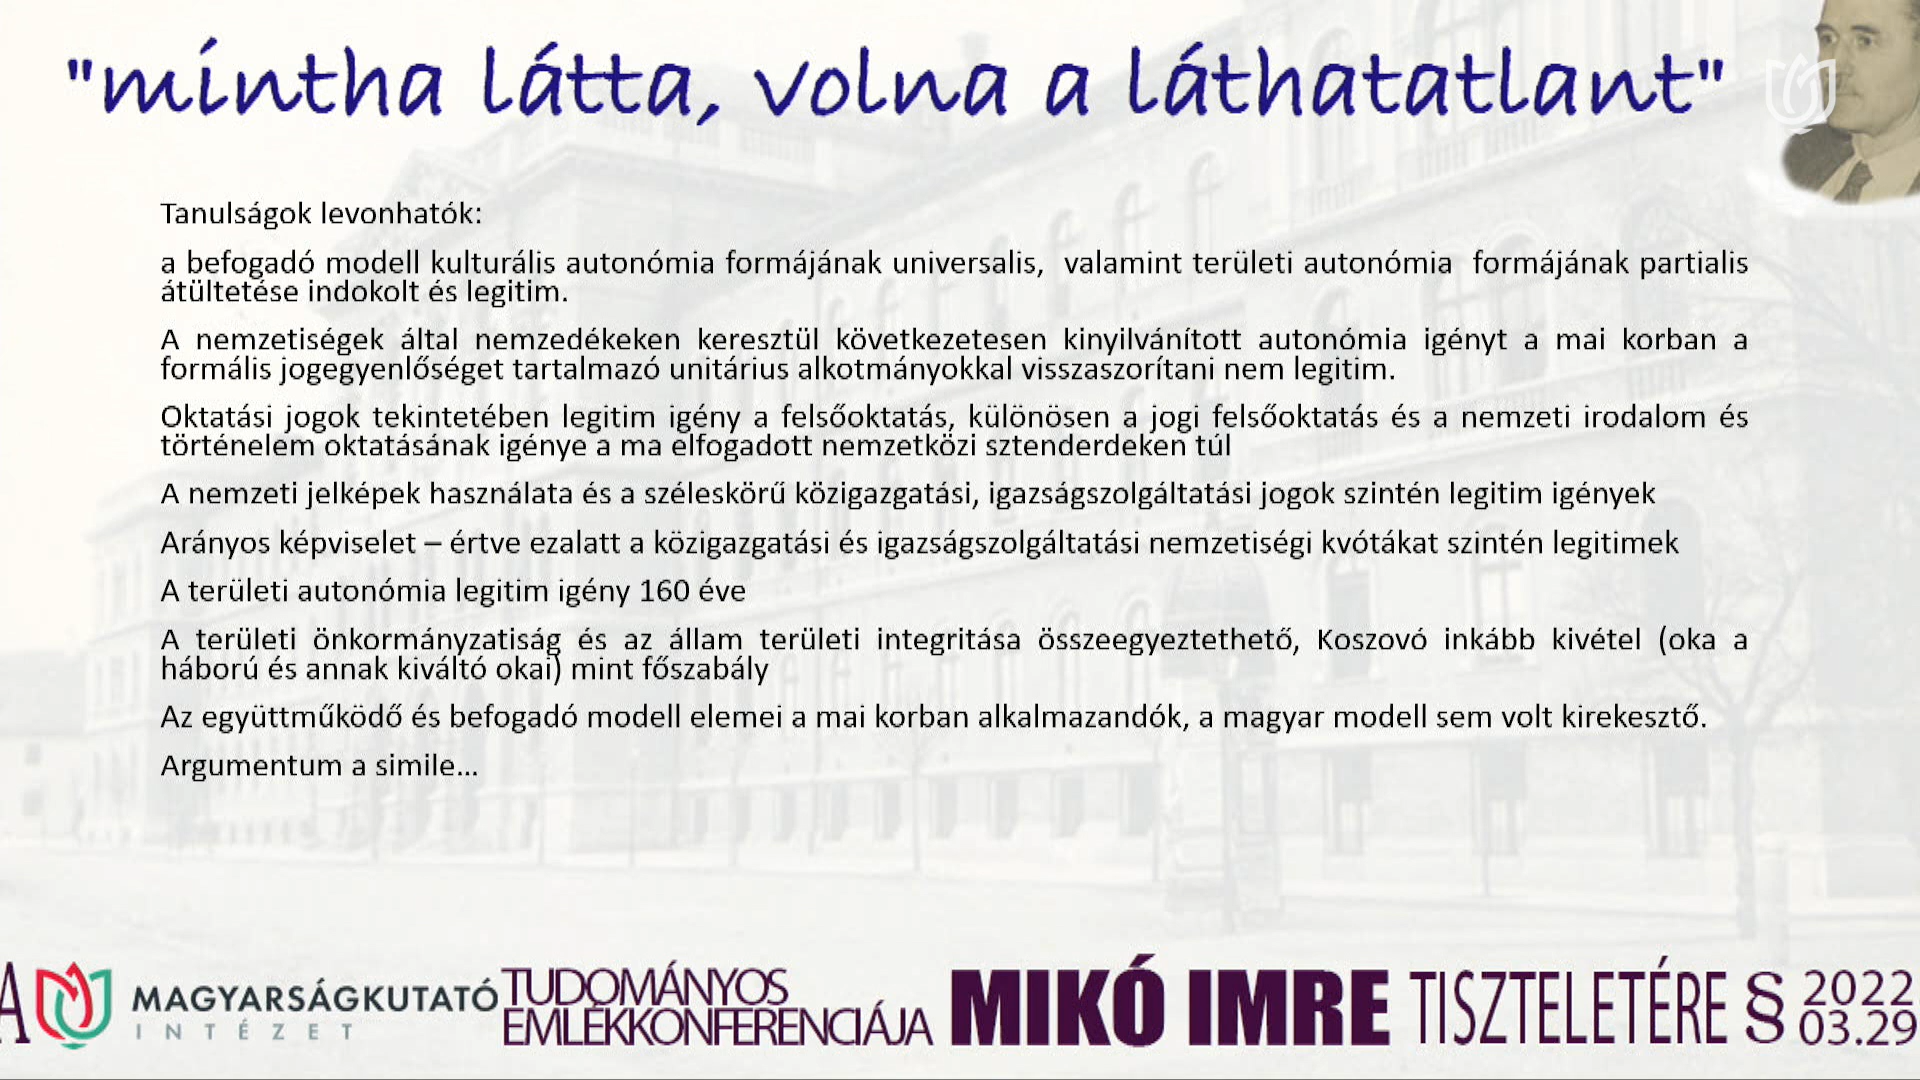 "mintha látta, volna a láthatatlant"
Tanulságok levonhatók:
a befogadó modell kulturális autonómia formájának universalis, valamint területi autonómia formájának partialis
átültetése indokolt és legitim.
A nemzetiségek által nemzedékeken keresztül következetesen kinyilvánított autonómia igényt a mai korban a
formális jogegyenlőséget tartalmazó unitárius alkotmányokkal visszaszorítani nem legitim.
Oktatási jogok tekintetében legitim igény a felsőoktatás, különösen a jogi felsőoktatás és a nemzeti irodalom és
történelem oktatásának igénye a ma elfogadott nemzetközi sztenderdeken túl
A nemzeti jelképek használata és a széleskörű közigazgatási, igazságszolgáltatási jogok szintén legitim igények
Arányos képviselet – értve ezalatt a közigazgatási és igazságszolgáltatási nemzetiségi kvótákat szintén legitimek
A területi autonómia legitim igény 160 éve
A területi önkormányzatiság és az állam területi integritása összeegyeztethető, Koszovó inkább kivétel (oka a
háború és annak kiváltó okai) mint főszabály
Az együttműködő és befogadó modell elemei a mai korban alkalmazandók, a magyar modell sem volt kirekesztő.
Argumentum a simile...
A MAGYARSÁGKUTATÓ
INTÉZET
TUDOMÁNYOS
EMLÉKKONFERENCIÁJA
MIKÓ IMRE TISZTELETÉRE §
2022
03.29